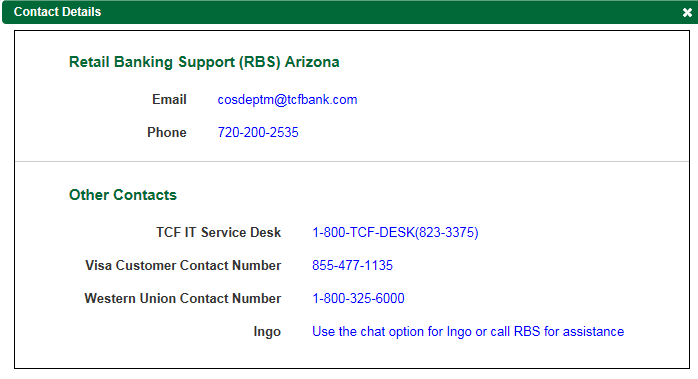 Contact Details
Retail Banking Support (RBS) Arizona
Email cosdeptm@tcfbank.com
Phone 720-200-2535
Other Contacts
TCF IT Service Desk 1-800-TCF-DESK(823-3375)
Visa Customer Contact Number 855-477-1135
Western Union Contact Number 1-800-325-6000
Ingo Use the chat option for Ingo or call RBS for assistance